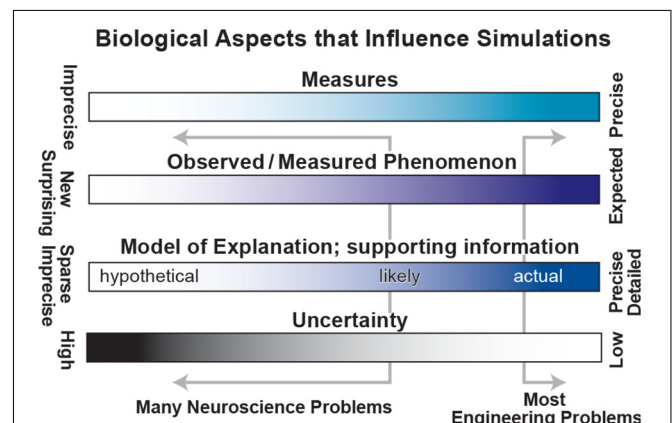 Biological Aspects that Influence Simulations
Measures
Imprecise
Precise
Observed / Measured Phenomenon
New
Surprising
Expected
Model of Explanation; supporting information
Sparse
Imprecise
hypothetical
likely
actual
Precise
Detailed
Uncertainty
High
Low
Many Neuroscience Problems
Most
Engineering Problems